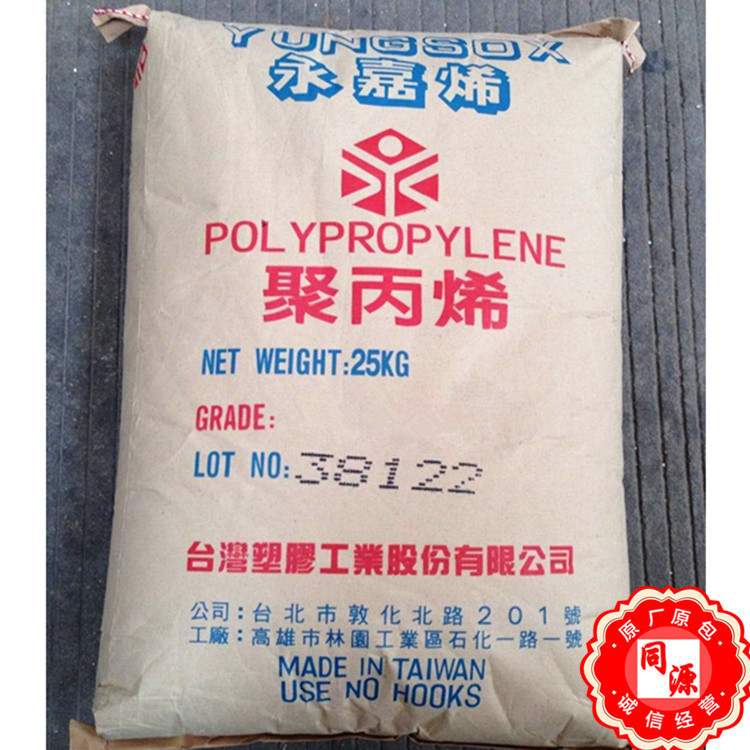 YUNGSOX
永嘉烯
POLYPROPYLENE
聚丙烯
NET WEIGHT:25KG
GRADE:
LOT NO:38122
台灣塑膠工業股份有限公司
公司：台北市敦化北路201號
工廠：高雄市林園工業區石化一路一號
MADE IN TAIWAN
USE NO HOOKS
原厂原包
同源
诚信经营